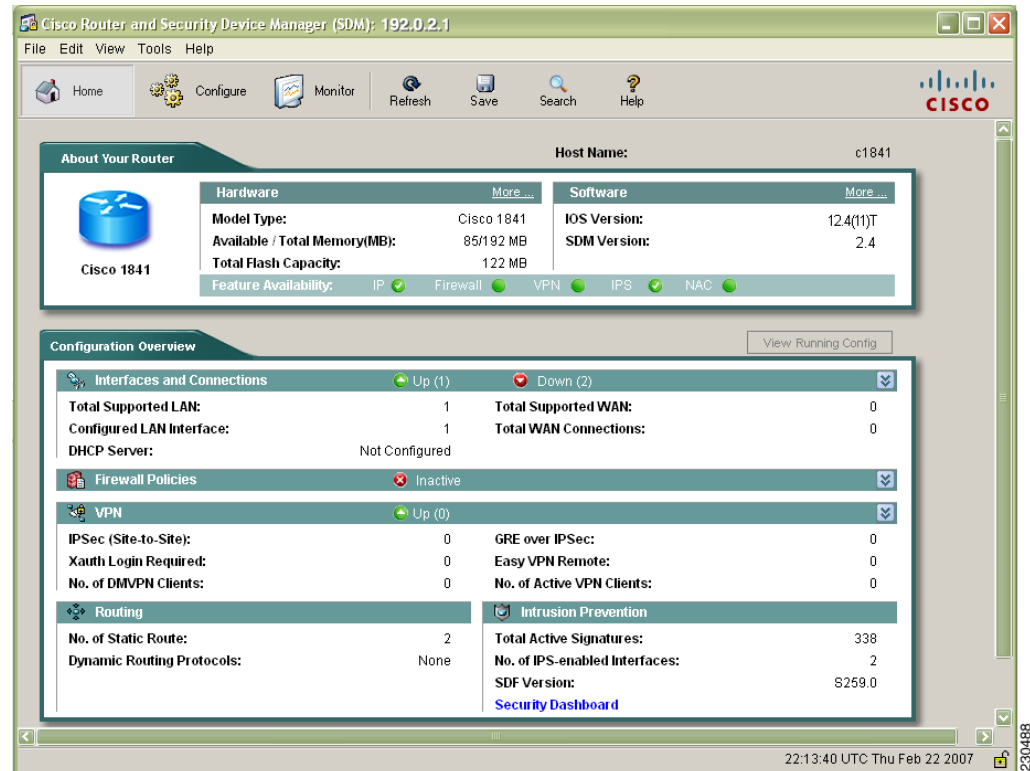 Cisco Router and Security Device Manager (SDM): 192.0.2.1
File Edit View Tools Help
Home Configure Monitor Refresh Save Search Help
CISCO
About Your Router
Host Name: c1841
Cisco 1841
Hardware More ...
Model Type: Cisco 1841
Available / Total Memory(MB): 85/192 MB
Total Flash Capacity: 122 MB
Software More ...
IOS Version: 12.4(11)T
SDM Version: 2.4
Feature Availability: IP Firewall VPN IPS NAC
Configuration Overview
View Running Config
Interfaces and Connections Up (1) Down (2)
Total Supported LAN: 1 Total Supported WAN: 0
Configured LAN Interface: 1 Total WAN Connections: 0
DHCP Server: Not Configured
Firewall Policies Inactive
VPN Up (0)
IPSec (Site-to-Site): 0 GRE over IPSec: 0
Xauth Login Required: 0 Easy VPN Remote: 0
No. of DMVPN Clients: 0 No. of Active VPN Clients: 0
Routing
No. of Static Route: 2
Dynamic Routing Protocols: None
Intrusion Prevention
Total Active Signatures: 338
No. of IPS-enabled Interfaces: 2
SDF Version: S259.0
Security Dashboard
22:13:40 UTC Thu Feb 22 2007
230488